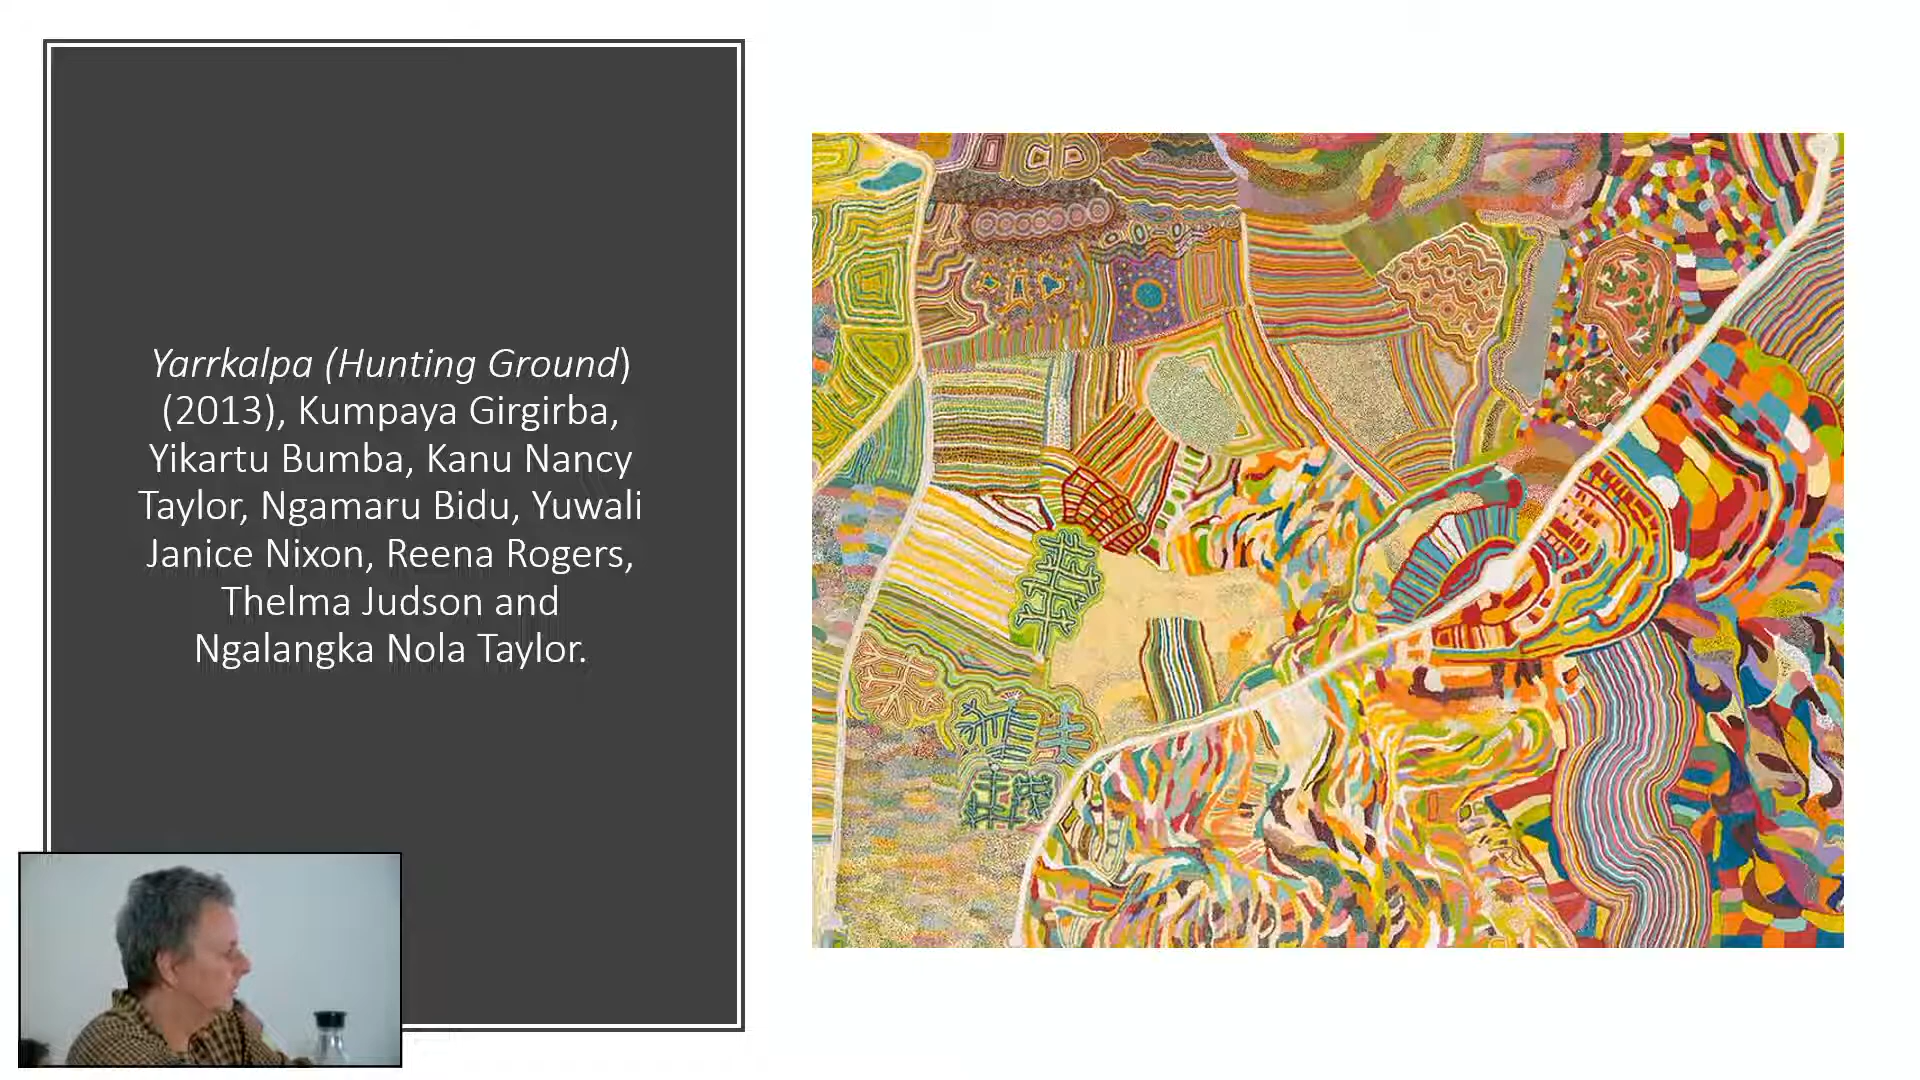 Yarrkalpa (Hunting Ground)
(2013), Kumpaya Girgirba,
Yikartu Bumba, Kanu Nancy
Taylor, Ngamaru Bidu, Yuwali
Janice Nixon, Reena Rogers,
Thelma Judson and
Ngalangka Nola Taylor.